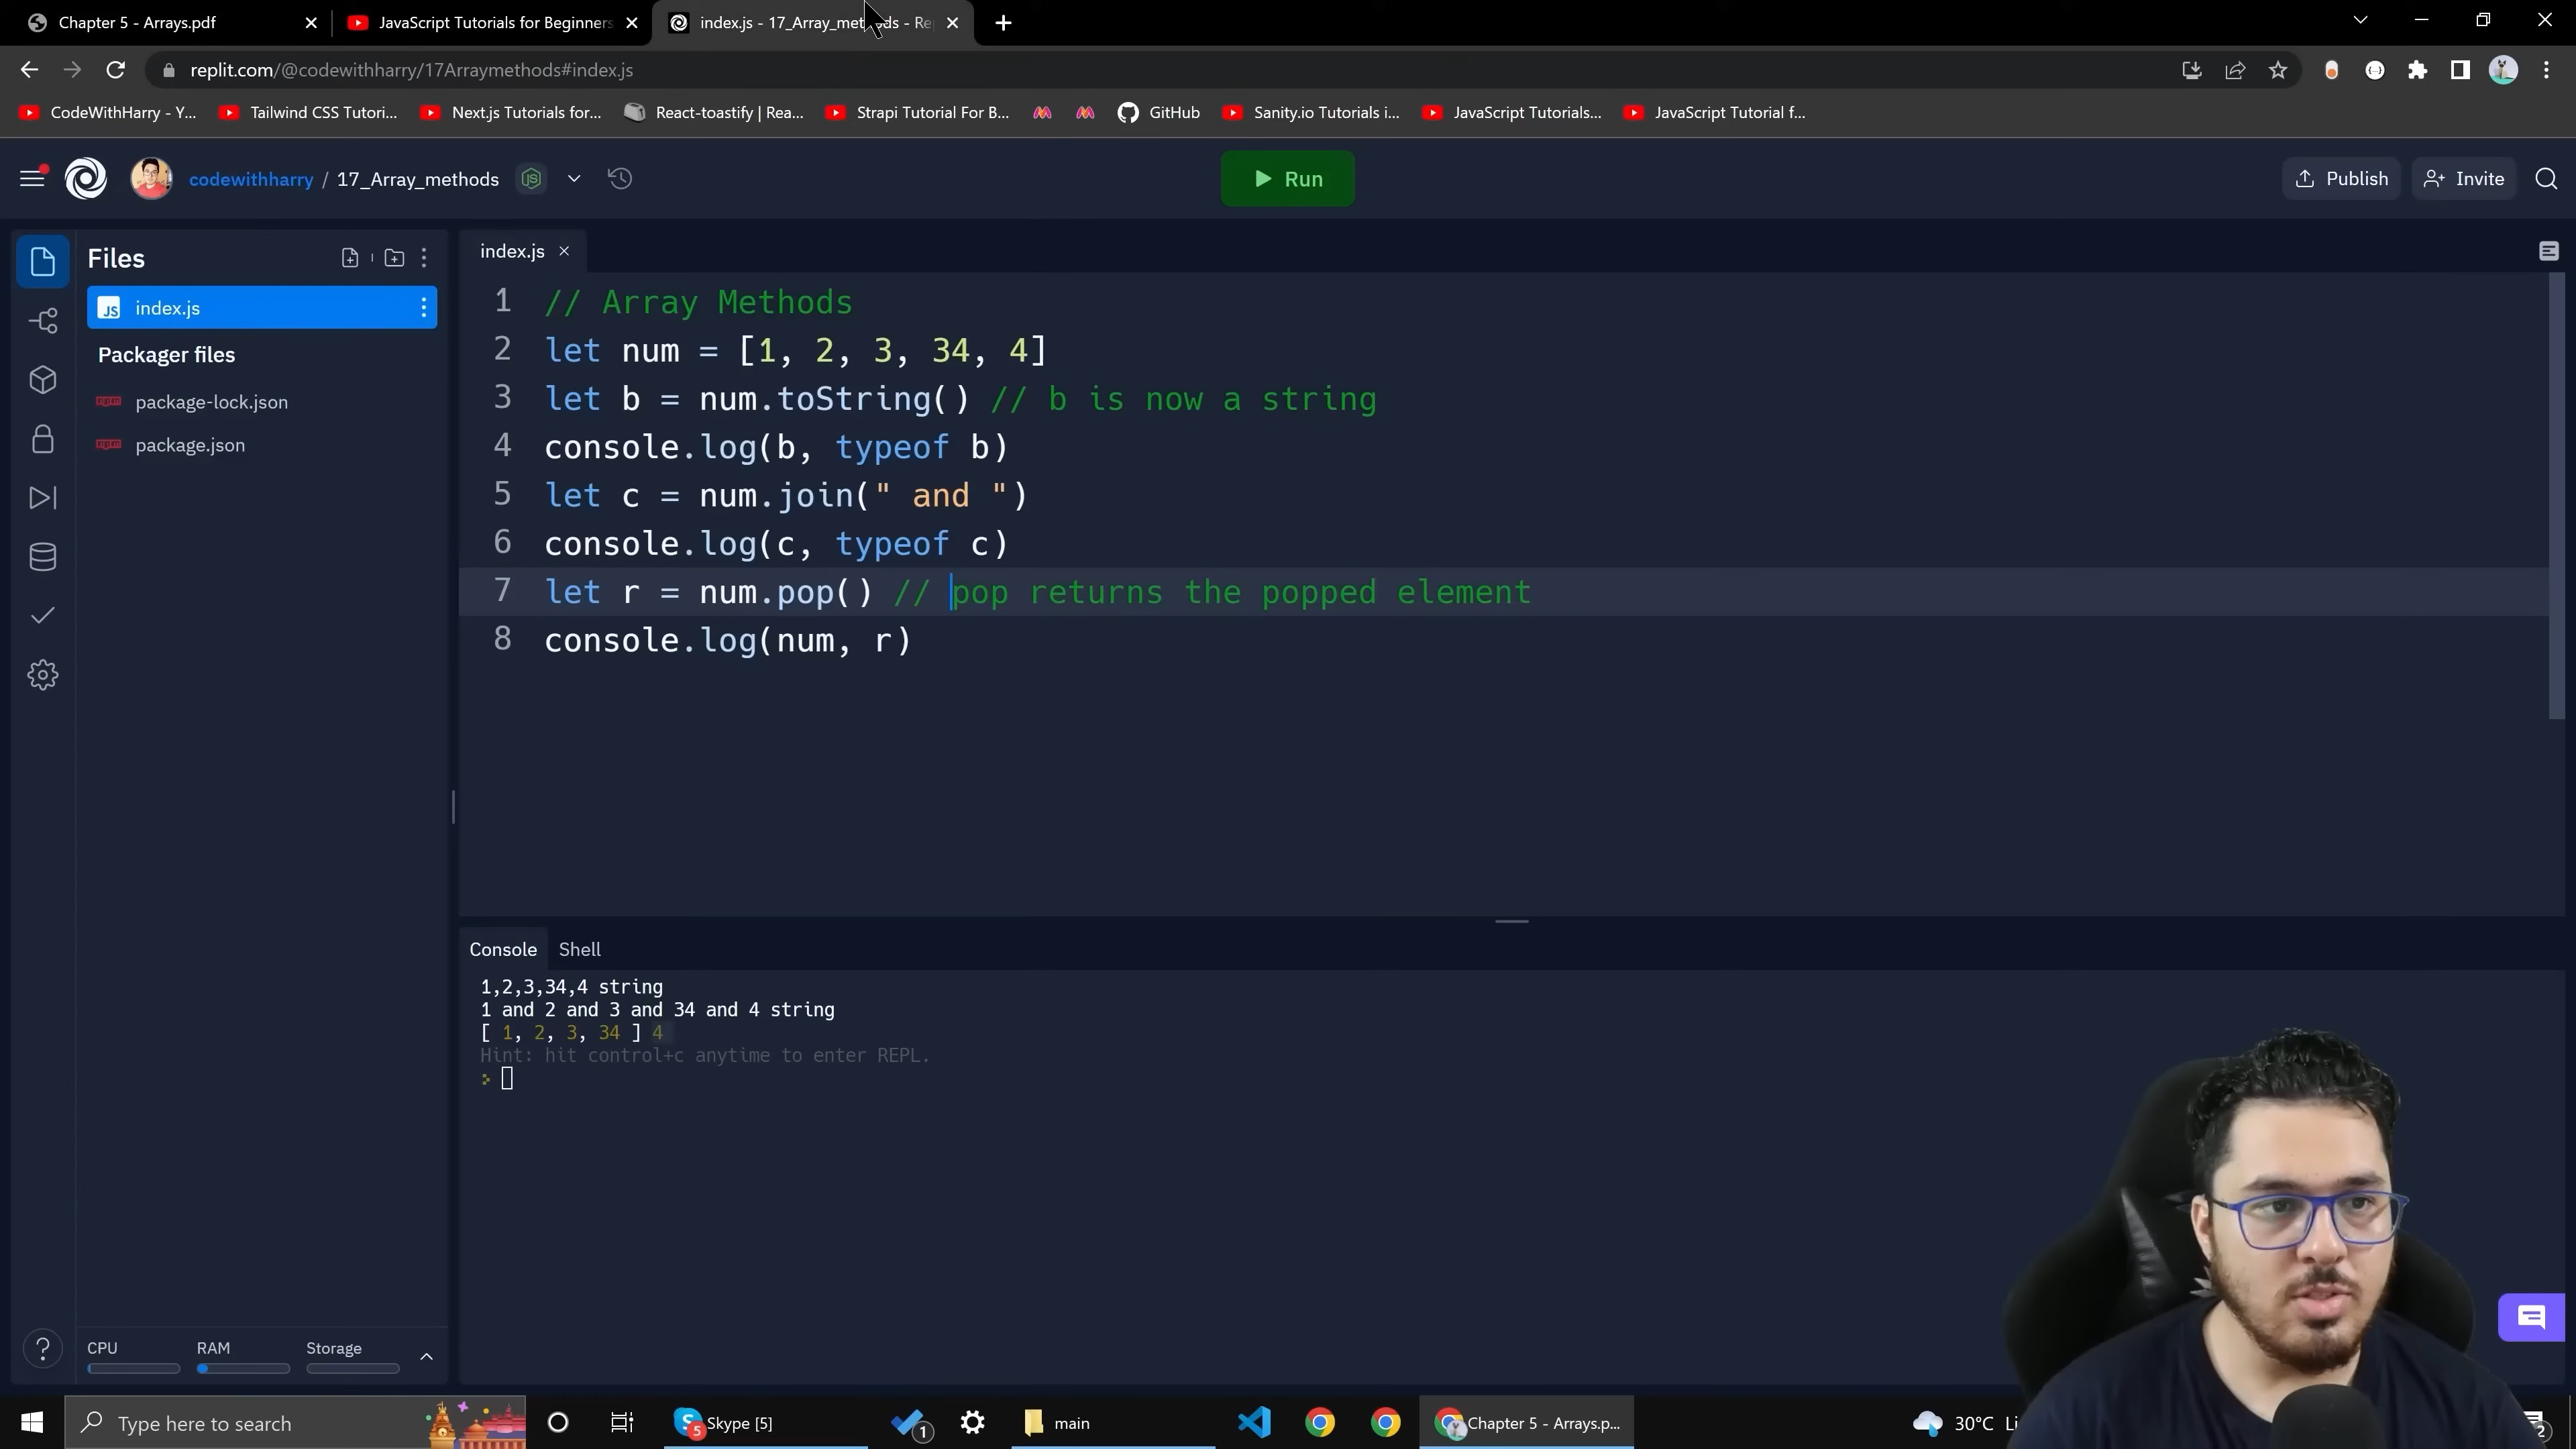 Chapter 5 - Arrays.pdf
JavaScript Tutorials for Beginners
index.js - 17_Array_methods - Re
replit.com/@codewithharry/17Arraymethods#index.js
CodeWithHarry - Y...
Tailwind CSS Tutori...
Next.js Tutorials for...
React-toastify | Rea...
Strapi Tutorial For B...
GitHub
Sanity.io Tutorials i...
JavaScript Tutorials...
JavaScript Tutorial f...
codewithharry / 17_Array_methods
Run
Publish
Invite
Files
index.js
Packager files
package-lock.json
package.json
index.js
1 // Array Methods
2 let num = [1, 2, 3, 34, 4]
3 let b = num.toString() // b is now a string
4 console.log(b, typeof b)
5 let c = num.join(" and ")
6 console.log(c, typeof c)
7 let r = num.pop() // pop returns the popped element
8 console.log(num, r)
Console
Shell
1,2,3,34,4 string
1 and 2 and 3 and 34 and 4 string
[ 1, 2, 3, 34 ] 4
Hint: hit control+c anytime to enter REPL.
CPU
RAM
Storage
Type here to search
Skype [5]
5
1
main
Chapter 5 - Arrays.p...
30°C Li
2